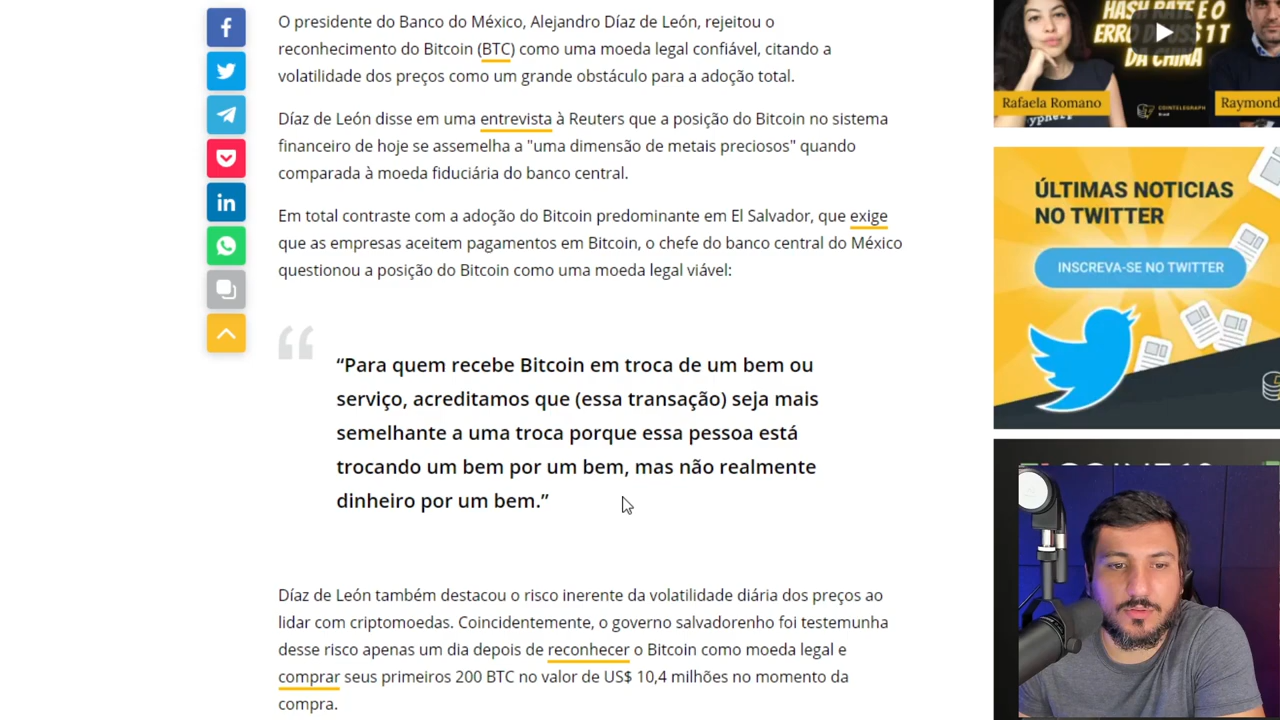 O presidente do Banco do México, Alejandro Díaz de León, rejeitou o
reconhecimento do Bitcoin (BTC) como uma moeda legal confiável, citando a
volatilidade dos preços como um grande obstáculo para a adoção total.
Díaz de León disse em uma entrevista à Reuters que a posição do Bitcoin no sistema
financeiro de hoje se assemelha a "uma dimensão de metais preciosos" quando
comparada à moeda fiduciária do banco central.
Em total contraste com a adoção do Bitcoin predominante em El Salvador, que exige
que as empresas aceitem pagamentos em Bitcoin, o chefe do banco central do México
questionou a posição do Bitcoin como uma moeda legal viável:
“Para quem recebe Bitcoin em troca de um bem ou
serviço, acreditamos que (essa transação) seja mais
semelhante a uma troca porque essa pessoa está
trocando um bem por um bem, mas não realmente
dinheiro por um bem.”
Díaz de León também destacou o risco inerente da volatilidade diária dos preços ao
lidar com criptomoedas. Coincidentemente, o governo salvadorenho foi testemunha
desse risco apenas um dia depois de reconhecer o Bitcoin como moeda legal e
comprar seus primeiros 200 BTC no valor de US$ 10,4 milhões no momento da
compra.
HASH RATE E O
ERRO DE US$ 1 T
DA CHINA
Rafaela Romano
COINTELEGRAPH
Raymond
ÚLTIMAS NOTICIAS
NO TWITTER
INSCREVA-SE NO TWITTER